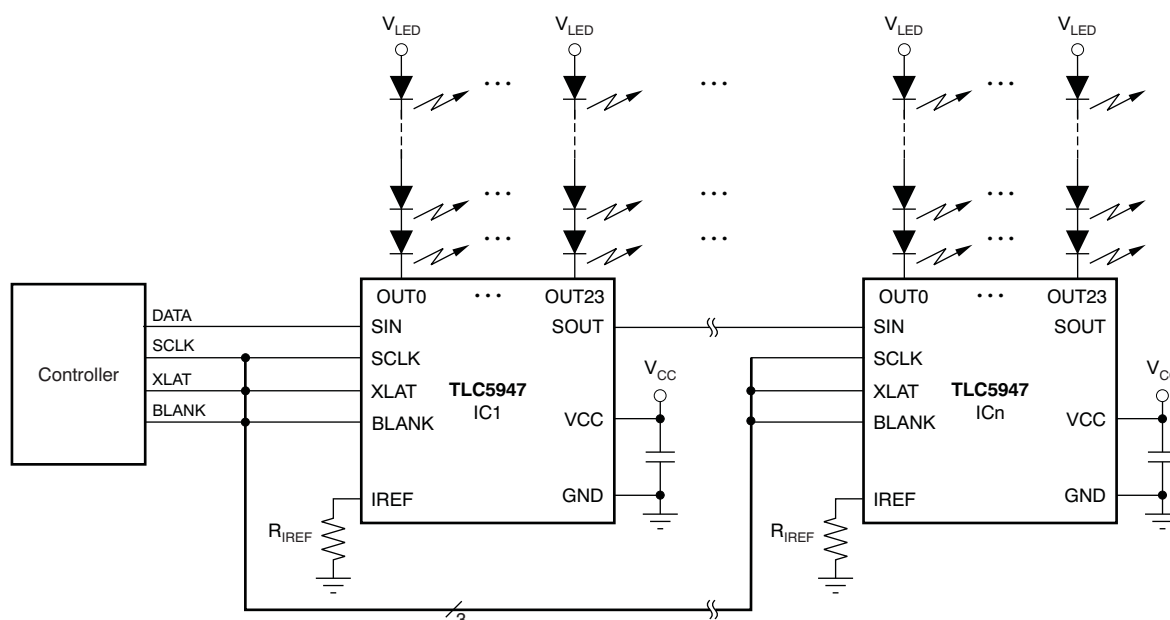 V_LED V_LED V_LED V_LED
... ... ... ...
... ... ...
... ... ...
OUT0 ... OUT23
OUT0 ... OUT23
Controller
DATA
SCLK
XLAT
BLANK
SIN
SCLK
XLAT
BLANK
IREF
TLC5947
IC1
SOUT
VCC
GND
V_CC
R_IREF
SIN
SCLK
XLAT
BLANK
IREF
TLC5947
ICn
SOUT
VCC
GND
R_IREF
3